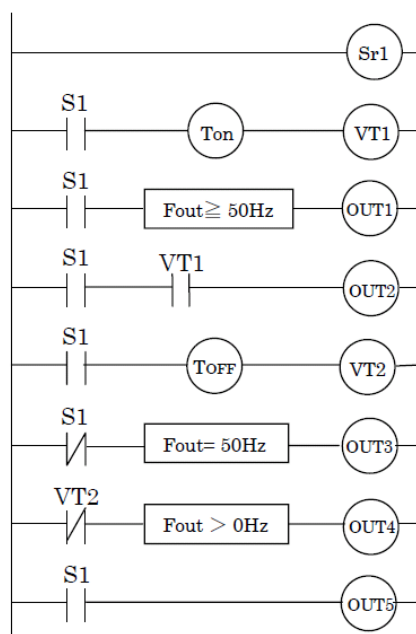 Sr1
S1
Ton VT1
S1
Fout≧ 50Hz OUT1
S1 VT1
OUT2
S1
TOFF VT2
S1
Fout= 50Hz OUT3
VT2
Fout > 0Hz OUT4
S1
OUT5